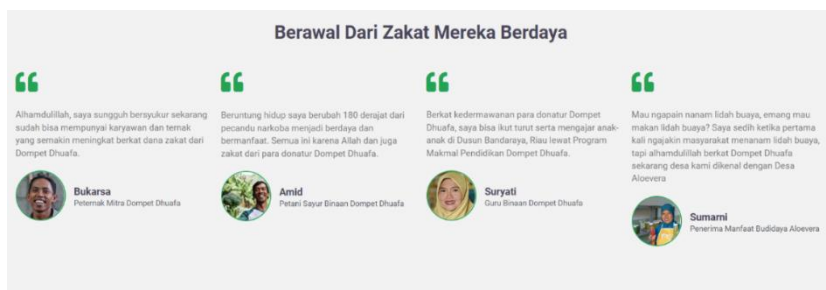 Berawal Dari Zakat Mereka Berdaya
Alhamdulillah, saya sungguh bersyukur sekarang
sudah bisa mempunyai karyawan dan ternak
yang semakin meningkat berkat dana zakat dari
Dompet Dhuafa.
Bukarsa
Peternak Mitra Dompet Dhuafa
Beruntung hidup saya berubah 180 derajat dari
pecandu narkoba menjadi berdaya dan
bermanfaat. Semua ini karena Allah dan juga
zakat dari para donatur Dompet Dhuafa.
Amid
Petani Sayur Binaan Dompet Dhuafa
Berkat kedermawanan para donatur Dompet
Dhuafa, saya bisa ikut turut serta mengajar anak-
anak di Dusun Bandaraya, Riau lewat Program
Makmal Pendidikan Dompet Dhuafa.
Suryati
Guru Binaan Dompet Dhuafa
Mau ngapain nanam lidah buaya, emang mau
makan lidah buaya? Saya sedih ketika pertama
kali ngajakin masyarakat menanam lidah buaya,
tapi alhamdulillah berkat Dompet Dhuafa
sekarang desa kami dikenal dengan Desa
Aloevera
Sumarni
Penerima Manfaat Budidaya Aloevera